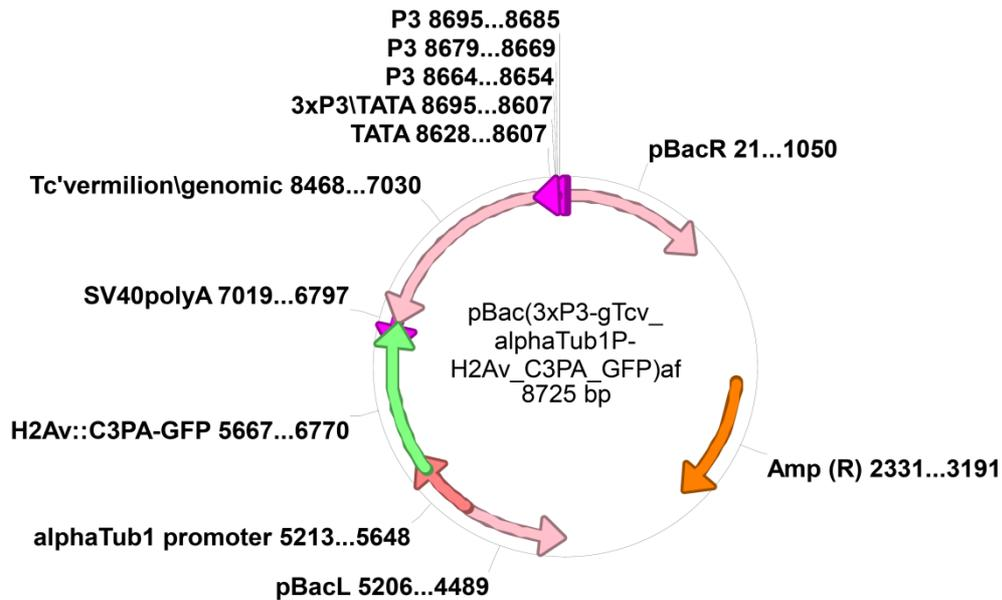 P3 8695...8685
P3 8679...8669
P3 8664...8654
3xP3\TATA 8695...8607
TATA 8628...8607
pBacR 21...1050
Tc'vermilion\genomic 8468...7030
SV40polyA 7019...6797
pBac(3xP3-gTcv_
alphaTub1P-
H2Av_C3PA_GFP)af
8725 bp
H2Av::C3PA-GFP 5667...6770
Amp (R) 2331...3191
alphaTub1 promoter 5213...5648
pBacL 5206...4489